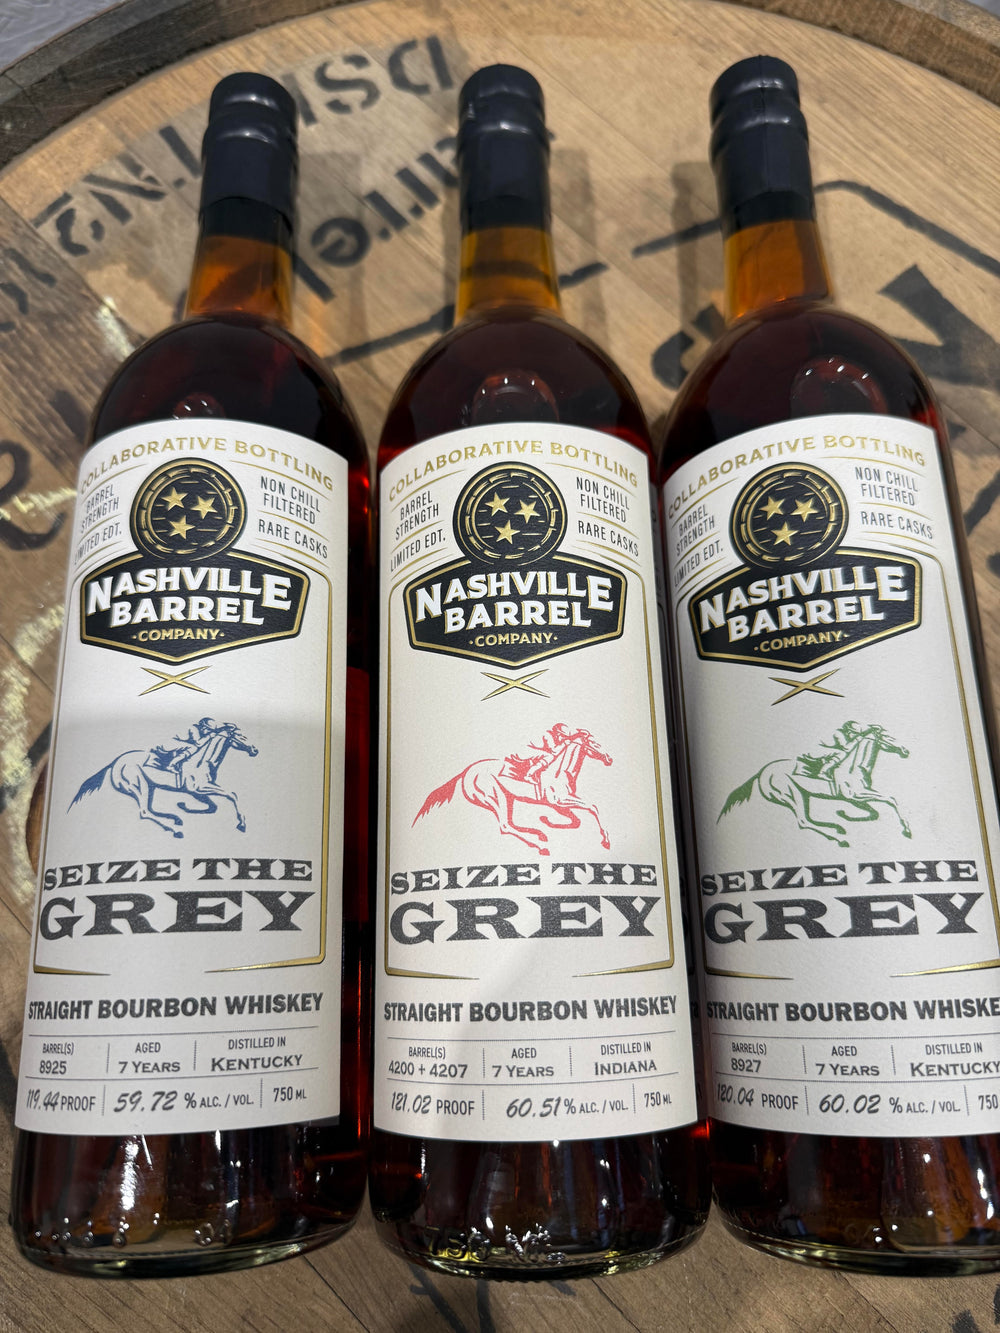 DSP
TN2
COLLABORATIVE BOTTLING
BARREL
STRENGTH
LIMITED EDT.
NON CHILL
FILTERED
RARE CASKS
NASHVILLE
BARREL
·COMPANY·
SEIZE THE
GREY
STRAIGHT BOURBON WHISKEY
BARREL(S)
8925
AGED
7 YEARS
DISTILLED IN
KENTUCKY
119.44 PROOF
59.72 % ALC. / VOL.
750 ML
COLLABORATIVE BOTTLING
BARREL
STRENGTH
LIMITED EDT.
NON CHILL
FILTERED
RARE CASKS
NASHVILLE
BARREL
·COMPANY·
SEIZE THE
GREY
STRAIGHT BOURBON WHISKEY
BARREL(S)
4200 + 4207
AGED
7 YEARS
DISTILLED IN
INDIANA
121.02 PROOF
60.51 % ALC. / VOL.
750 ML
COLLABORATIVE BOTTLING
BARREL
STRENGTH
LIMITED EDT.
NON CHILL
FILTERED
RARE CASKS
NASHVILLE
BARREL
·COMPANY·
SEIZE THE
GREY
STRAIGHT BOURBON WHISKE
BARREL(S)
8927
AGED
7 YEARS
DISTILLED IN
KENTUCKY
120.04 PROOF
60.02 % ALC. / VOL.
750